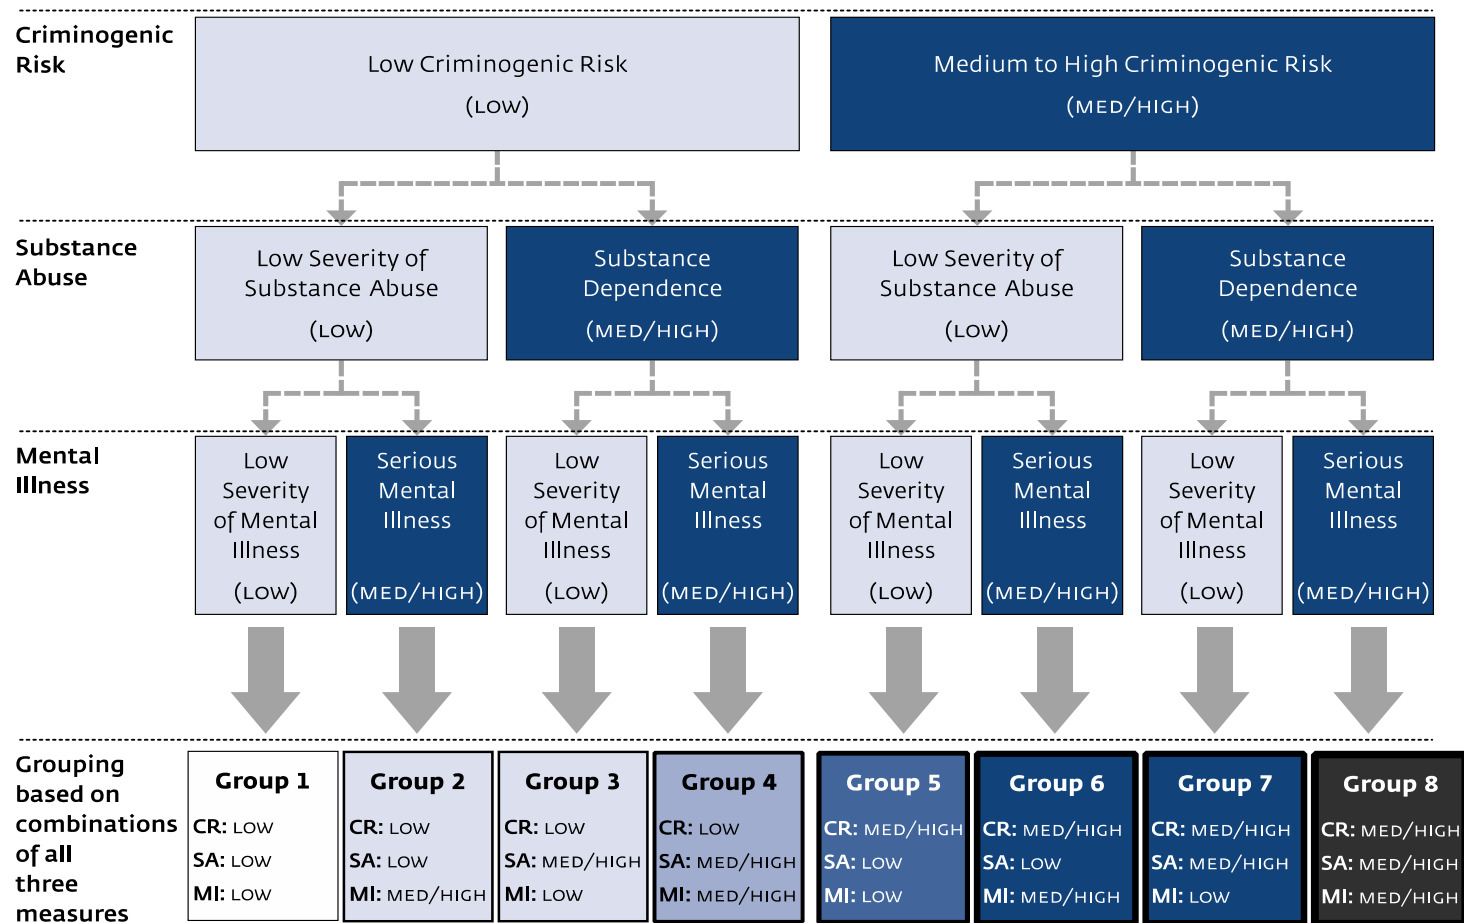 Criminogenic
Risk
Low Criminogenic Risk
(LOW)
Medium to High Criminogenic Risk
(MED/HIGH)
Substance
Abuse
Low Severity of
Substance Abuse
(LOW)
Substance
Dependence
(MED/HIGH)
Low Severity of
Substance Abuse
(LOW)
Substance
Dependence
(MED/HIGH)
Mental
Illness
Low
Severity
of Mental
Illness
(LOW)
Serious
Mental
Illness
(MED/HIGH)
Low
Severity
of Mental
Illness
(LOW)
Serious
Mental
Illness
(MED/HIGH)
Low
Severity
of Mental
Illness
(LOW)
Serious
Mental
Illness
(MED/HIGH)
Low
Severity
of Mental
Illness
(LOW)
Serious
Mental
Illness
(MED/HIGH)
Grouping
based on
combinations
of all
three
measures
Group 1
CR: LOW
SA: LOW
MI: LOW
Group 2
CR: LOW
SA: LOW
MI: MED/HIGH
Group 3
CR: LOW
SA: MED/HIGH
MI: LOW
Group 4
CR: LOW
SA: MED/HIGH
MI: MED/HIGH
Group 5
CR: MED/HIGH
SA: LOW
MI: LOW
Group 6
CR: MED/HIGH
SA: LOW
MI: MED/HIGH
Group 7
CR: MED/HIGH
SA: MED/HIGH
MI: LOW
Group 8
CR: MED/HIGH
SA: MED/HIGH
MI: MED/HIGH